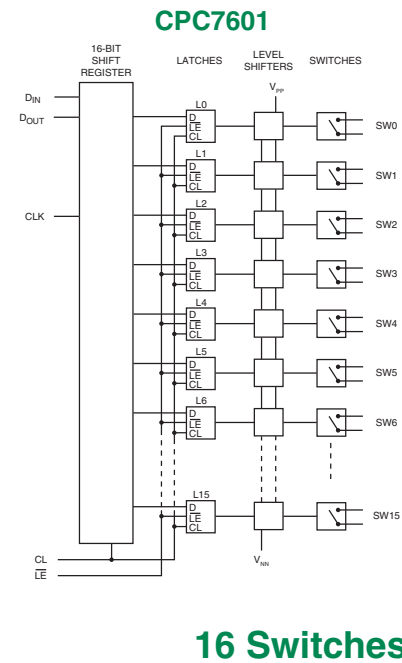 CPC7601
16-BIT
SHIFT
REGISTER
LATCHES
LEVEL
SHIFTERS
SWITCHES
VPP
DIN
DOUT
CLK
CL
LE
L0
D
LE
CL
SW0
L1
D
LE
CL
SW1
L2
D
LE
CL
SW2
L3
D
LE
CL
SW3
L4
D
LE
CL
SW4
L5
D
LE
CL
SW5
L6
D
LE
CL
SW6
L15
D
LE
CL
SW15
VNN
16 Switches